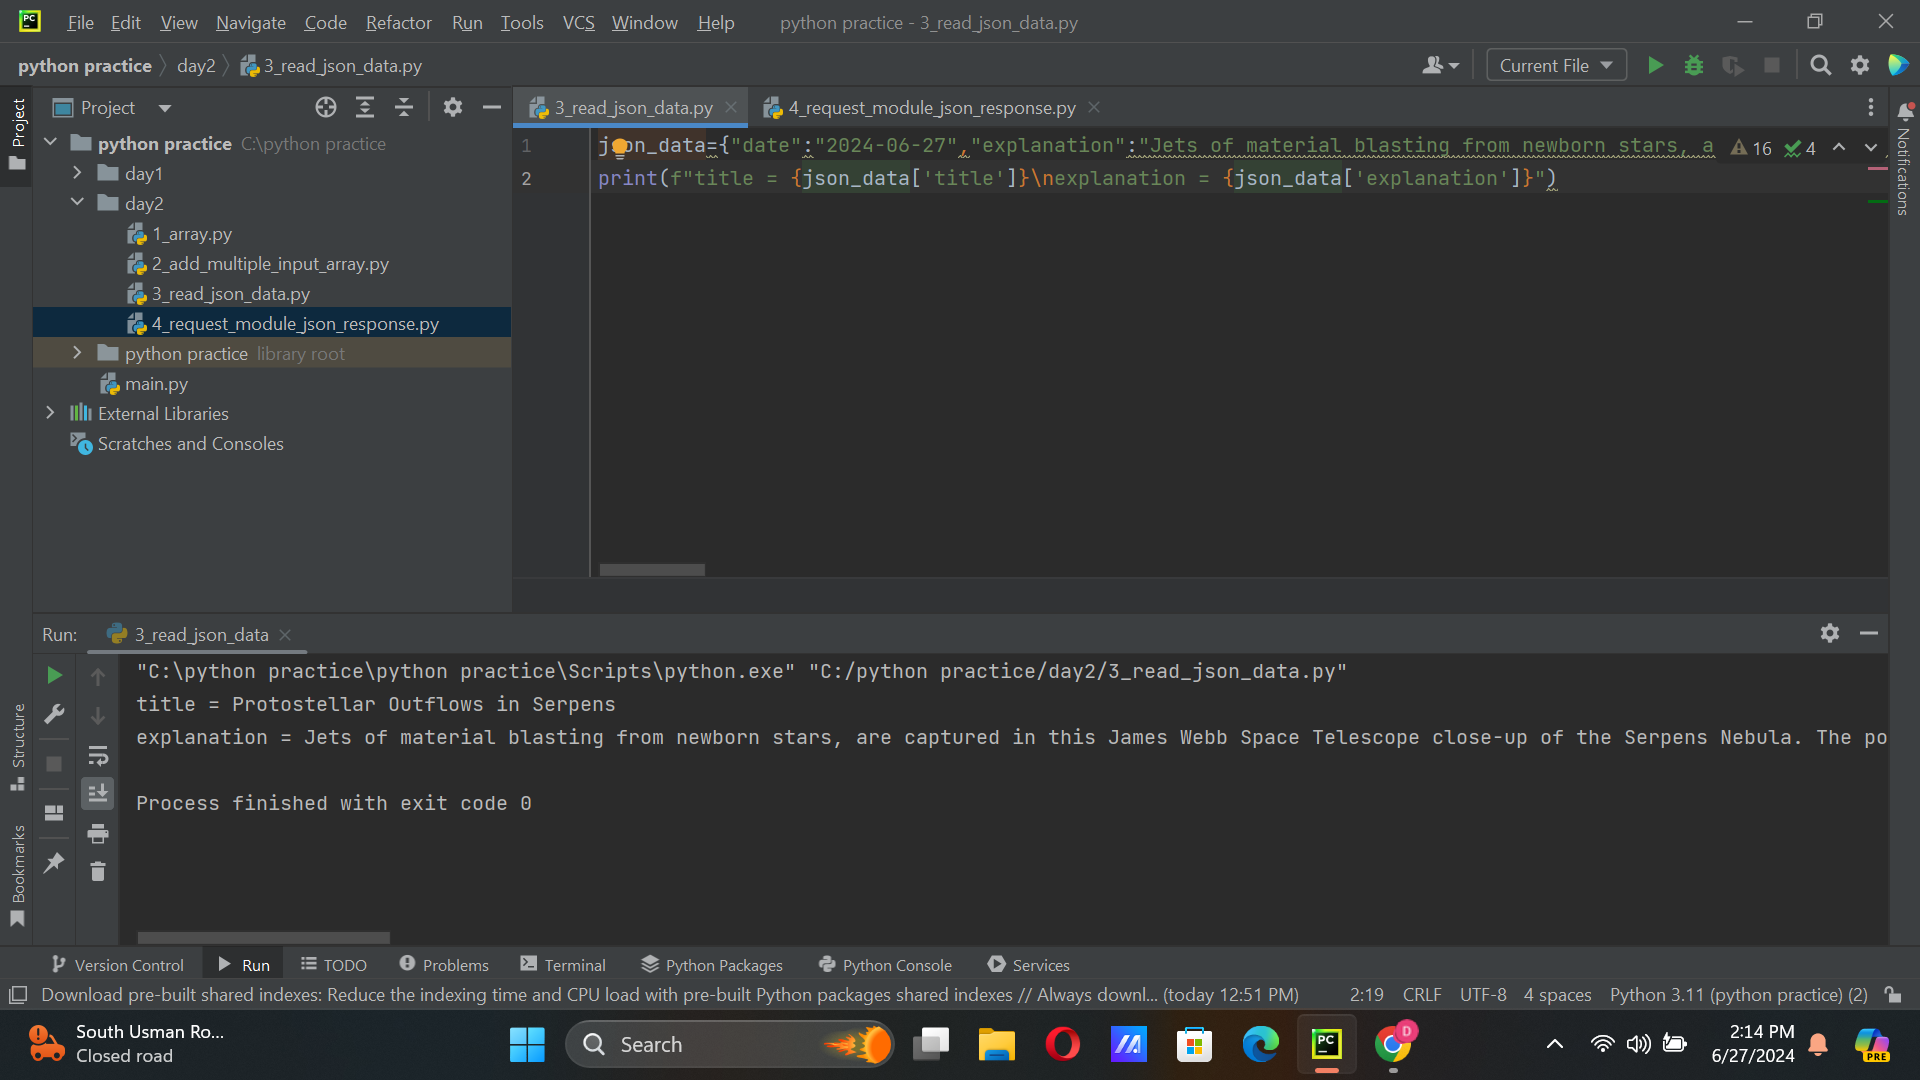 PC File Edit View Navigate Code Refactor Run Tools VCS Window Help python practice - 3_read_json_data.py
python practice day2 3_read_json_data.py Current File
Project
Project
3_read_json_data.py 4_request_module_json_response.py
python practice C:\python practice
day1
day2
1_array.py
2_add_multiple_input_array.py
3_read_json_data.py
4_request_module_json_response.py
python practice library root
main.py
External Libraries
Scratches and Consoles
1 json_data={"date":"2024-06-27","explanation":"Jets of material blasting from newborn stars, a 16 4
2 print(f"title = {json_data['title']}\nexplanation = {json_data['explanation']}")
Notifications
Run: 3_read_json_data
"C:\python practice\python practice\Scripts\python.exe" "C:/python practice/day2/3_read_json_data.py"
title = Protostellar Outflows in Serpens
explanation = Jets of material blasting from newborn stars, are captured in this James Webb Space Telescope close-up of the Serpens Nebula. The po
Process finished with exit code 0
Structure
Bookmarks
Version Control Run TODO Problems Terminal Python Packages Python Console Services
Download pre-built shared indexes: Reduce the indexing time and CPU load with pre-built Python packages shared indexes // Always downl... (today 12:51 PM) 2:19 CRLF UTF-8 4 spaces Python 3.11 (python practice) (2)
South Usman Ro...
Closed road
Search
PC
D
2:14 PM
6/27/2024
PRE